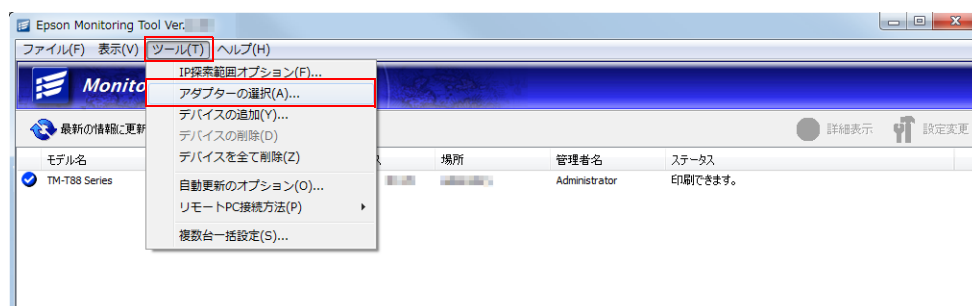 Epson Monitoring Tool Ver.
ファイル(F) 表示(V) ツール(T) ヘルプ(H)
IP探索範囲オプション(F)...
Monito
アダプターの選択(A)...
デバイスの追加(Y)...
最新の情報に更新
詳細表示 設定変更
デバイスの削除(D)
デバイスを全て削除(Z)
モデル名 ス 場所 管理者名 ステータス
TM-T88 Series Administrator 印刷できます。
自動更新のオプション(O)...
リモートPC接続方法(P)
複数台一括設定(S)...